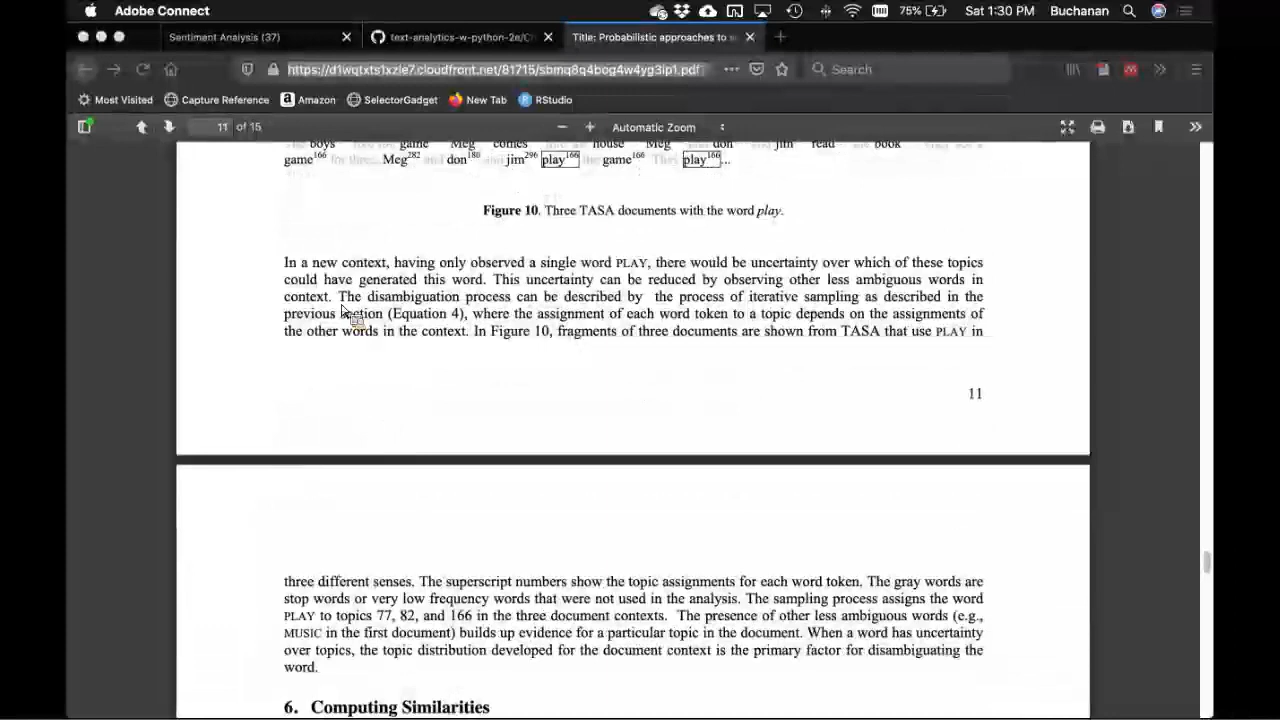 Adobe Connect 75% Sat 1:30 PM Buchanan
Sentiment Analysis (37) text-analytics-w-python-2e/C Title: Probabilistic approaches to
https://d1wqtxts1xzle7.cloudfront.net/81715/sbmq8q4bog4w4yg3ip1.pdf Search
Most Visited Capture Reference Amazon SelectorGadget New Tab RStudio
11 of 15 Automatic Zoom
boys game Meg comes house Meg don jim read book
game166 for three... Meg282 and don180 and jim296 play166 the game166 play166...
Figure 10. Three TASA documents with the word play.
In a new context, having only observed a single word PLAY, there would be uncertainty over which of these topics
could have generated this word. This uncertainty can be reduced by observing other less ambiguous words in
context. The disambiguation process can be described by the process of iterative sampling as described in the
previous section (Equation 4), where the assignment of each word token to a topic depends on the assignments of
the other words in the context. In Figure 10, fragments of three documents are shown from TASA that use PLAY in
11
three different senses. The superscript numbers show the topic assignments for each word token. The gray words are
stop words or very low frequency words that were not used in the analysis. The sampling process assigns the word
PLAY to topics 77, 82, and 166 in the three document contexts. The presence of other less ambiguous words (e.g.,
MUSIC in the first document) builds up evidence for a particular topic in the document. When a word has uncertainty
over topics, the topic distribution developed for the document context is the primary factor for disambiguating the
word.
6. Computing Similarities